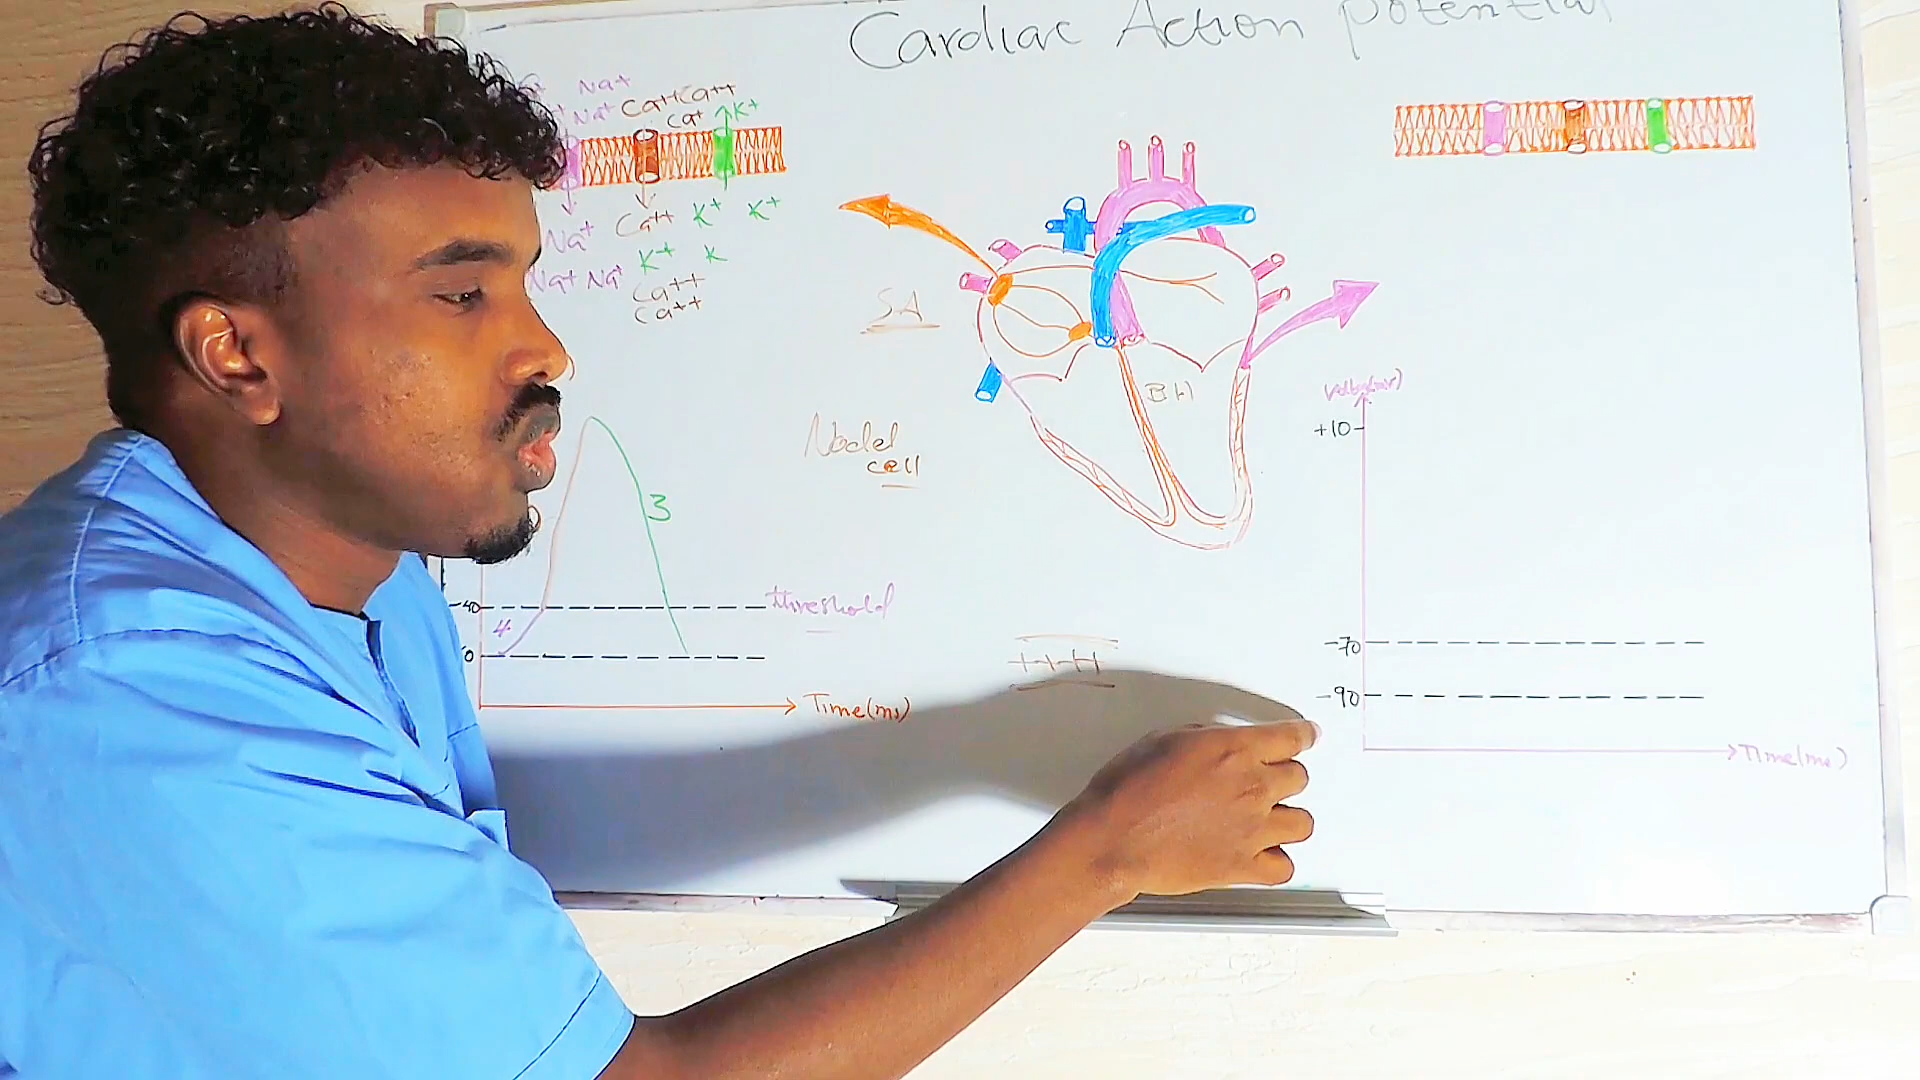 Cardiac Action potential
Na+
Na+ Ca++Ca++
Ca+ K+
Na+ Ca++ K+ K+
K+ K
Na+ Na+ Ca++
Ca++
SA
BH
Nodel
cell
3
-40 threshold
4
Time(ms)
++++
+10
-70
-90
Time(ms)